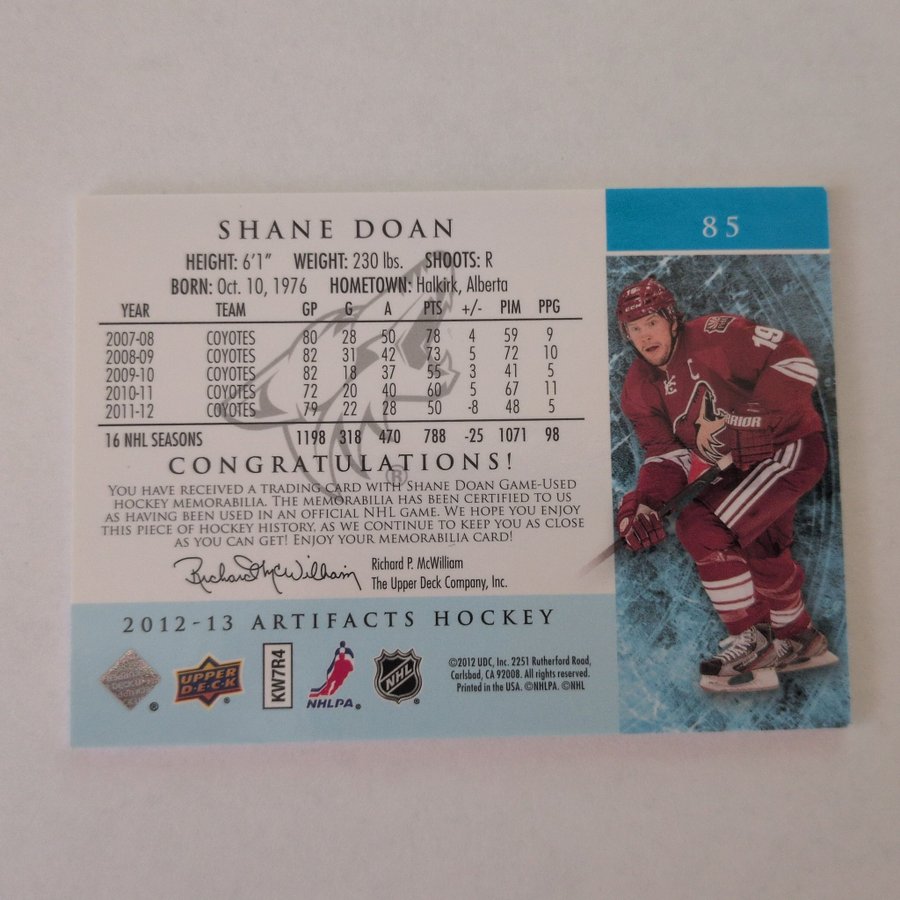 SHANE DOAN
HEIGHT: 6'1" WEIGHT: 230 lbs. SHOOTS: R
BORN: Oct. 10, 1976 HOMETOWN: Halkirk, Alberta
YEAR TEAM GP G A PTS +/- PIM PPG
2007-08 COYOTES 80 28 50 78 4 59 9
2008-09 COYOTES 82 31 42 73 5 72 10
2009-10 COYOTES 82 18 37 55 3 41 5
2010-11 COYOTES 72 20 40 60 5 67 11
2011-12 COYOTES 79 22 28 50 -8 48 5
16 NHL SEASONS 1198 318 470 788 -25 1071 98
CONGRATULATIONS!
YOU HAVE RECEIVED A TRADING CARD WITH SHANE DOAN GAME-USED
HOCKEY MEMORABILIA. THE MEMORABILIA HAS BEEN CERTIFIED TO US
AS HAVING BEEN USED IN AN OFFICIAL NHL GAME. WE HOPE YOU ENJOY
THIS PIECE OF HOCKEY HISTORY, AS WE CONTINUE TO KEEP YOU AS CLOSE
AS YOU CAN GET! ENJOY YOUR MEMORABILIA CARD!
Richard P. McWilliam
Richard P. McWilliam
The Upper Deck Company, Inc.
2012-13 ARTIFACTS HOCKEY
®
UPPER
DECK
®
KW7R4
NHLPA®
NHL®
©2012 UDC, Inc. 2251 Rutherford Road,
Carlsbad, CA 92008. All rights reserved.
Printed in the USA. ©NHLPA. ©NHL
85
19
19
C
WARRIOR